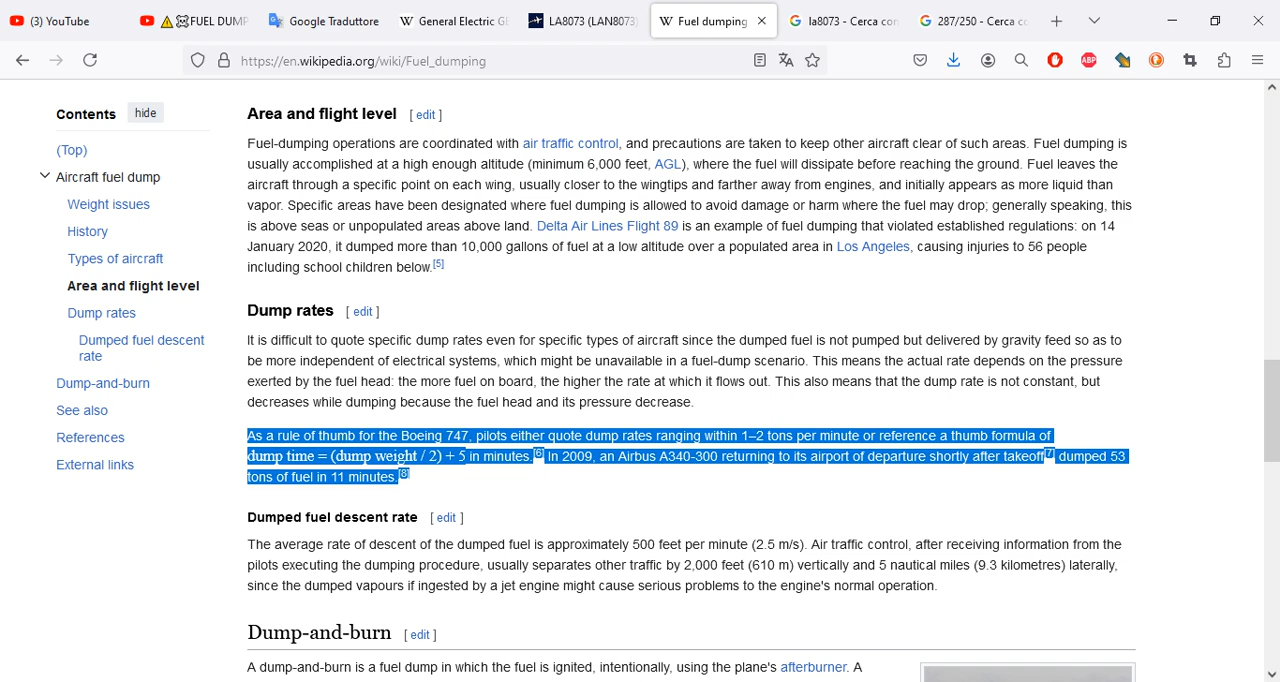 (3) YouTube
FUEL DUMP
Google Traduttore
General Electric GE
LA8073 (LAN8073)
Fuel dumping
la8073 - Cerca con
287/250 - Cerca co
https://en.wikipedia.org/wiki/Fuel_dumping
ABP
Contents hide
(Top)
Aircraft fuel dump
Weight issues
History
Types of aircraft
Area and flight level
Dump rates
Dumped fuel descent
rate
Dump-and-burn
See also
References
External links
Area and flight level [ edit ]
Fuel-dumping operations are coordinated with air traffic control, and precautions are taken to keep other aircraft clear of such areas. Fuel dumping is
usually accomplished at a high enough altitude (minimum 6,000 feet, AGL), where the fuel will dissipate before reaching the ground. Fuel leaves the
aircraft through a specific point on each wing, usually closer to the wingtips and farther away from engines, and initially appears as more liquid than
vapor. Specific areas have been designated where fuel dumping is allowed to avoid damage or harm where the fuel may drop; generally speaking, this
is above seas or unpopulated areas above land. Delta Air Lines Flight 89 is an example of fuel dumping that violated established regulations: on 14
January 2020, it dumped more than 10,000 gallons of fuel at a low altitude over a populated area in Los Angeles, causing injuries to 56 people
including school children below.[5]
Dump rates [ edit ]
It is difficult to quote specific dump rates even for specific types of aircraft since the dumped fuel is not pumped but delivered by gravity feed so as to
be more independent of electrical systems, which might be unavailable in a fuel-dump scenario. This means the actual rate depends on the pressure
exerted by the fuel head: the more fuel on board, the higher the rate at which it flows out. This also means that the dump rate is not constant, but
decreases while dumping because the fuel head and its pressure decrease.
As a rule of thumb for the Boeing 747, pilots either quote dump rates ranging within 1–2 tons per minute or reference a thumb formula of
dump time = (dump weight / 2) + 5 in minutes.[6] In 2009, an Airbus A340-300 returning to its airport of departure shortly after takeoff[7] dumped 53
tons of fuel in 11 minutes.[8]
Dumped fuel descent rate [ edit ]
The average rate of descent of the dumped fuel is approximately 500 feet per minute (2.5 m/s). Air traffic control, after receiving information from the
pilots executing the dumping procedure, usually separates other traffic by 2,000 feet (610 m) vertically and 5 nautical miles (9.3 kilometres) laterally,
since the dumped vapours if ingested by a jet engine might cause serious problems to the engine's normal operation.
Dump-and-burn [ edit ]
A dump-and-burn is a fuel dump in which the fuel is ignited, intentionally, using the plane's afterburner. A